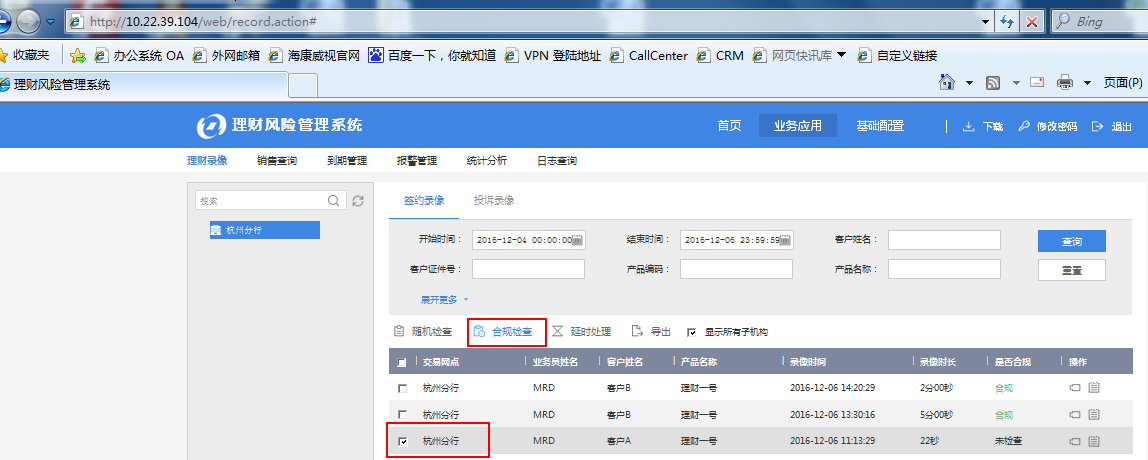 http://10.22.39.104/web/record.action#
Bing
收藏夹 办公系统 OA 外网邮箱 海康威视官网 百度一下，你就知道 VPN 登陆地址 CallCenter CRM 网页快讯库 自定义链接
理财风险管理系统
页面(P)
理财风险管理系统 首页 业务应用 基础配置 下载 修改密码 退出
理财录像 销售查询 到期管理 报警管理 统计分析 日志查询
搜索
杭州分行
签约录像 投诉录像
开始时间： 2016-12-04 00:00:00 结束时间： 2016-12-06 23:59:59 客户姓名： 查询
客户证件号： 产品编码： 产品名称： 重置
展开更多
随机检查 合规检查 延时处理 导出 显示所有子机构
交易网点 业务员姓名 客户姓名 产品名称 录像时间 录像时长 是否合规 操作
杭州分行 MRD 客户B 理财一号 2016-12-06 14:20:29 2分00秒 合规
杭州分行 MRD 客户B 理财一号 2016-12-06 13:30:16 5分00秒 合规
杭州分行 MRD 客户A 理财一号 2016-12-06 11:13:29 22秒 未检查